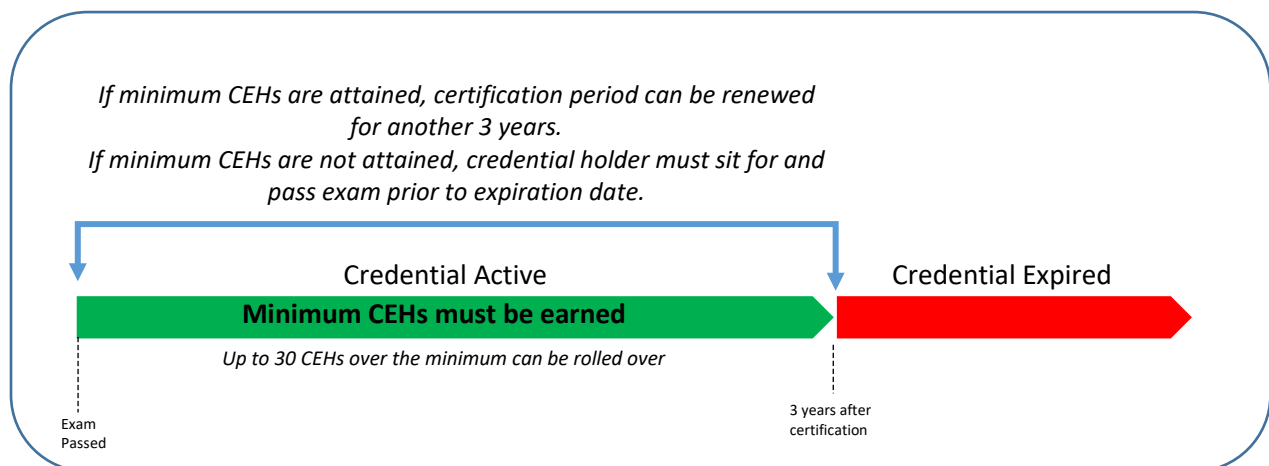 If minimum CEHs are attained, certification period can be renewed
for another 3 years.
If minimum CEHs are not attained, credential holder must sit for and
pass exam prior to expiration date.
Credential Active
Credential Expired
Minimum CEHs must be earned
Up to 30 CEHs over the minimum can be rolled over
Exam
Passed
3 years after
certification